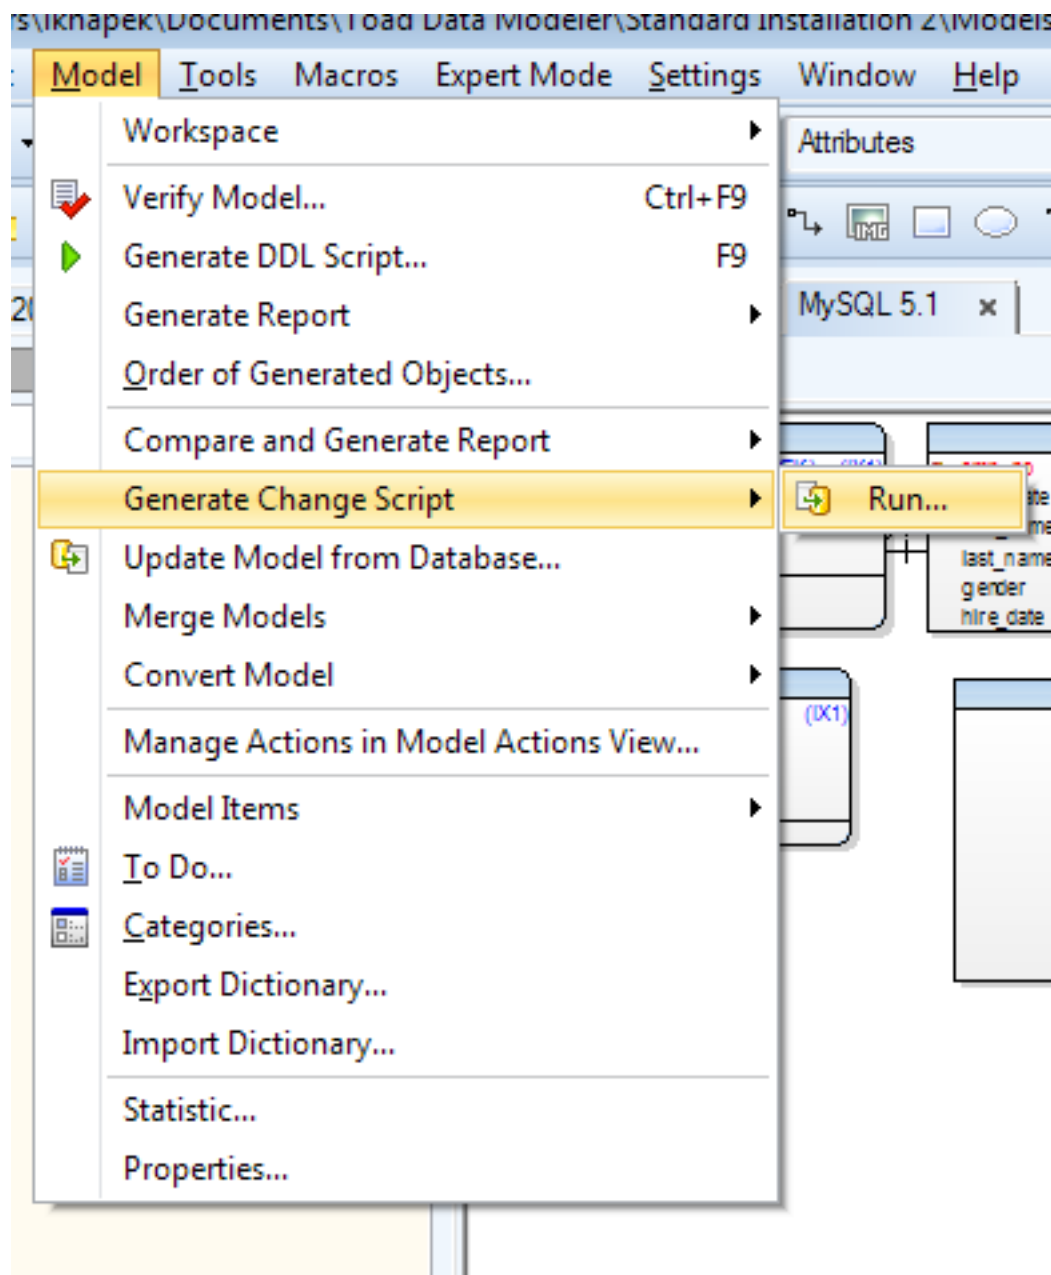 rs\lknapek\Documents\Toad Data Modeler\Standard Installation 2\Models
Model Tools Macros Expert Mode Settings Window Help
Workspace
Attributes
Verify Model... Ctrl+F9
IMG
Generate DDL Script... F9
MySQL 5.1
Generate Report
Order of Generated Objects...
Compare and Generate Report
Generate Change Script
Run...
Update Model from Database...
last_name
gender
hire_date
Merge Models
Convert Model
(IX1)
Manage Actions in Model Actions View...
Model Items
To Do...
Categories...
Export Dictionary...
Import Dictionary...
Statistic...
Properties...